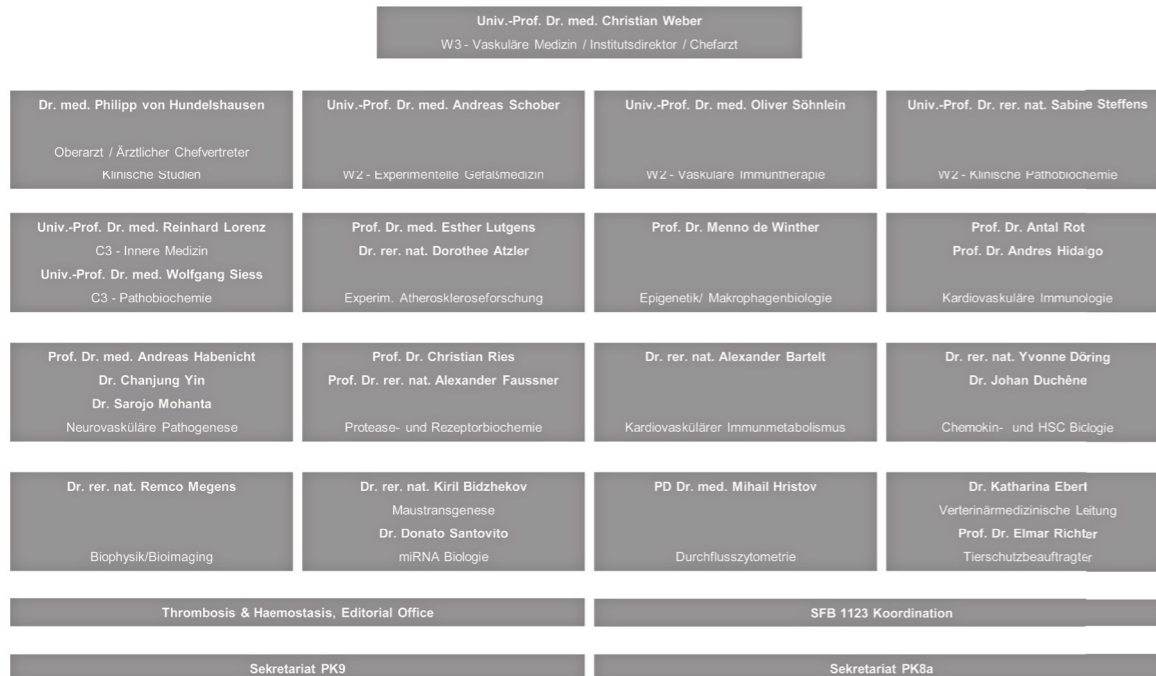 Univ.-Prof. Dr. med. Christian Weber
W3 - Vaskuläre Medizin / Institutsdirektor / Chefarzt
Dr. med. Philipp von Hundelshausen
Oberarzt / Ärztlicher Chefvertreter
Klinische Studien
Univ.-Prof. Dr. med. Andreas Schober
W2 - Experimentelle Gefäßmedizin
Univ.-Prof. Dr. med. Oliver Söhnlein
W2 - Vaskuläre Immuntherapie
Univ.-Prof. Dr. rer. nat. Sabine Steffens
W2 - Klinische Pathobiochemie
Univ.-Prof. Dr. med. Reinhard Lorenz
C3 - Innere Medizin
Univ.-Prof. Dr. med. Wolfgang Siess
C3 - Pathobiochemie
Prof. Dr. med. Esther Lutgens
Dr. rer. nat. Dorothee Atzler
Experim. Atheroskleroseforschung
Prof. Dr. Menno de Winther
Epigenetik/ Makrophagenbiologie
Prof. Dr. Antal Rot
Prof. Dr. Andres Hidalgo
Kardiovaskuläre Immunologie
Prof. Dr. med. Andreas Habenicht
Dr. Chanjung Yin
Dr. Sarojo Mohanta
Neurovasküläre Pathogenese
Prof. Dr. Christian Ries
Prof. Dr. rer. nat. Alexander Faussner
Protease- und Rezeptorbiochemie
Dr. rer. nat. Alexander Bartelt
Kardiovaskülärer Immunmetabolismus
Dr. rer. nat. Yvonne Döring
Dr. Johan Duchêne
Chemokin- und HSC Biologie
Dr. rer. nat. Remco Megens
Biophysik/Bioimaging
Dr. rer. nat. Kiril Bidzhekov
Maustransgenese
Dr. Donato Santovito
miRNA Biologie
PD Dr. med. Mihail Hristov
Durchflusszytometrie
Dr. Katharina Ebert
Verterinärmedizinische Leitung
Prof. Dr. Elmar Richter
Tierschutzbeauftragter
Thrombosis & Haemostasis, Editorial Office
SFB 1123 Koordination
Sekretariat PK9
Sekretariat PK8a